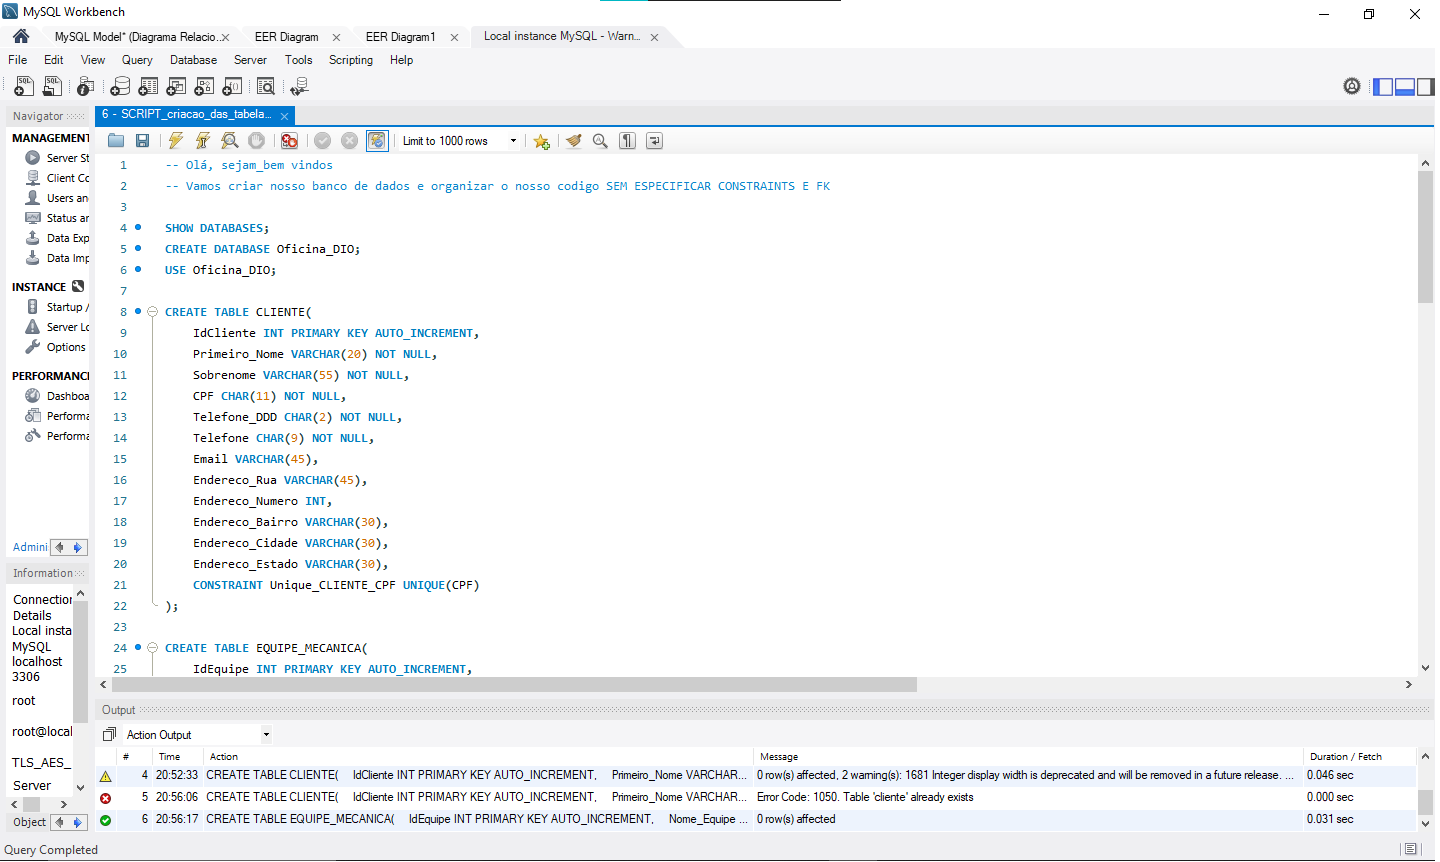 MySQL Workbench
MySQL Model* (Diagrama Relacio...
EER Diagram
EER Diagram1
Local instance MySQL - Warn...
File Edit View Query Database Server Tools Scripting Help
Navigator
6 - SCRIPT_criacao_das_tabela...
MANAGEMENT
Server St
Client Co
Users an
Status ar
Data Exp
Data Imp
INSTANCE
Startup /
Server Lo
Options
PERFORMANCE
Dashboa
Performa
Performa
Admini
Information
Connection
Details
Local insta
MySQL
localhost
3306
root
root@local
TLS_AES_
Server
Object
Limit to 1000 rows
1 -- Olá, sejam_bem vindos
2 -- Vamos criar nosso banco de dados e organizar o nosso codigo SEM ESPECIFICAR CONSTRAINTS E FK
3
4 SHOW DATABASES;
5 CREATE DATABASE Oficina_DIO;
6 USE Oficina_DIO;
7
8 CREATE TABLE CLIENTE(
9 IdCliente INT PRIMARY KEY AUTO_INCREMENT,
10 Primeiro_Nome VARCHAR(20) NOT NULL,
11 Sobrenome VARCHAR(55) NOT NULL,
12 CPF CHAR(11) NOT NULL,
13 Telefone_DDD CHAR(2) NOT NULL,
14 Telefone CHAR(9) NOT NULL,
15 Email VARCHAR(45),
16 Endereco_Rua VARCHAR(45),
17 Endereco_Numero INT,
18 Endereco_Bairro VARCHAR(30),
19 Endereco_Cidade VARCHAR(30),
20 Endereco_Estado VARCHAR(30),
21 CONSTRAINT Unique_CLIENTE_CPF UNIQUE(CPF)
22 );
23
24 CREATE TABLE EQUIPE_MECANICA(
25 IdEquipe INT PRIMARY KEY AUTO_INCREMENT,
Output
Action Output
# Time Action Message Duration / Fetch
4 20:52:33 CREATE TABLE CLIENTE( IdCliente INT PRIMARY KEY AUTO_INCREMENT, Primeiro_Nome VARCHAR... 0 row(s) affected, 2 warning(s): 1681 Integer display width is deprecated and will be removed in a future release. ... 0.046 sec
5 20:56:06 CREATE TABLE CLIENTE( IdCliente INT PRIMARY KEY AUTO_INCREMENT, Primeiro_Nome VARCHAR... Error Code: 1050. Table 'cliente' already exists 0.000 sec
6 20:56:17 CREATE TABLE EQUIPE_MECANICA( IdEquipe INT PRIMARY KEY AUTO_INCREMENT, Nome_Equipe ... 0 row(s) affected 0.031 sec
Query Completed